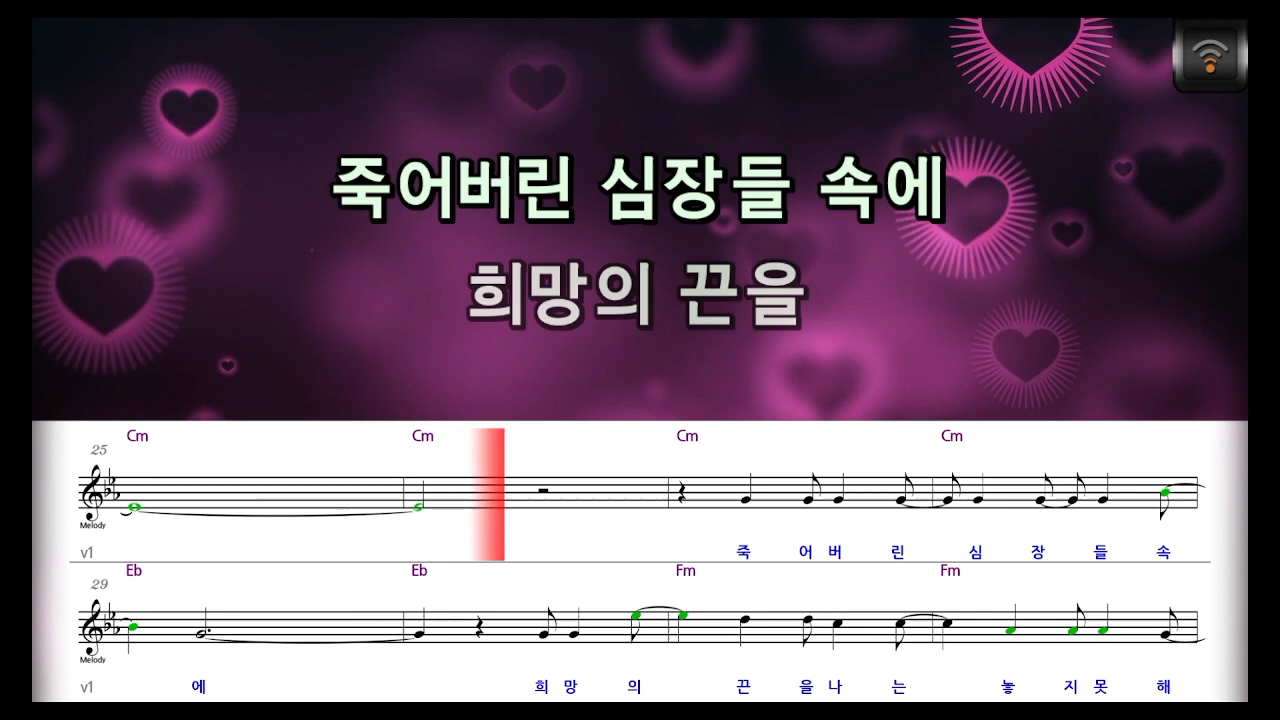 죽어버린 심장들 속에
희망의 끈을
Cm Cm Cm Cm
25
Melody
v1 죽 어 버 린 심 장 들 속
Eb Eb Fm Fm
29
Melody
v1 에 희 망 의 끈 을 나 는 놓 지 못 해